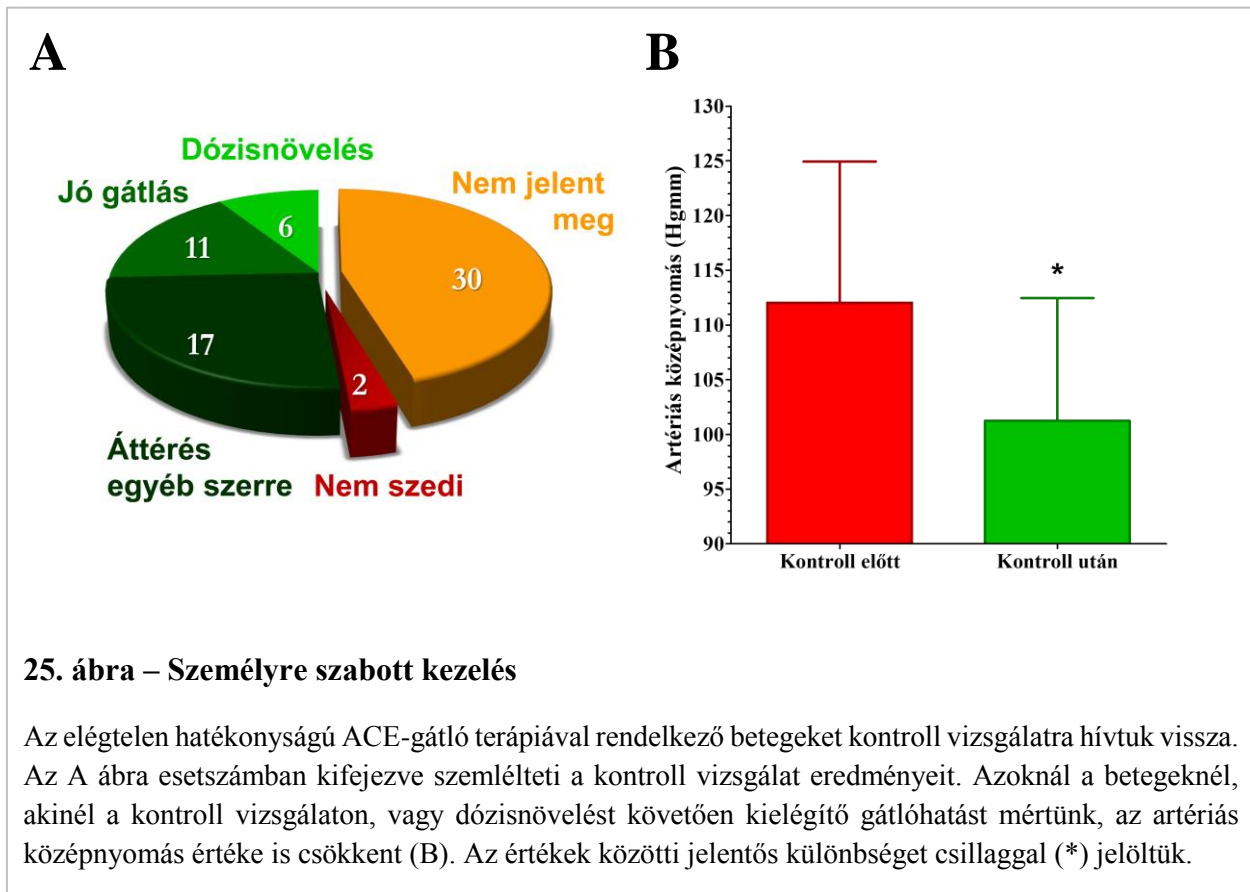 A
B
Dózisnövelés
Jó gátlás
Nem jelent
meg
6
11
30
17
2
Áttérés
egyéb szerre
Nem szedi
Artériás középnyomás (Hgmm)
130
125
120
115
110
105
100
95
90
*
Kontroll előtt
Kontroll után
25. ábra – Személyre szabott kezelés
Az elégtelen hatékonyságú ACE-gátló terápiával rendelkező betegeket kontroll vizsgálatra hívtuk vissza.
Az A ábra esetszámban kifejezve szemlélteti a kontroll vizsgálat eredményeit. Azoknál a betegeknél,
akinél a kontroll vizsgálaton, vagy dózisnövelést követően kielégítő gátlóhatást mértünk, az artériás
középnyomás értéke is csökkent (B). Az értékek közötti jelentős különbséget csillaggal (*) jelöltük.